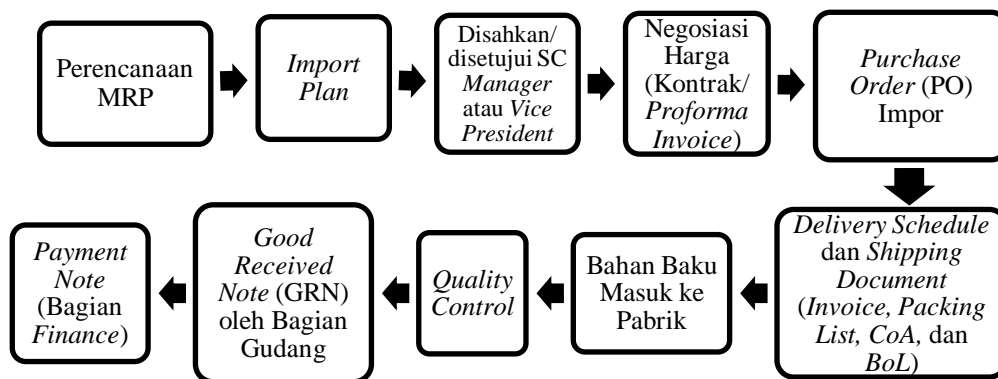 Perencanaan
MRP
Import
Plan
Disahkan/
disetujui SC
Manager
atau Vice
President
Negosiasi
Harga
(Kontrak/
Proforma
Invoice)
Purchase
Order (PO)
Impor
Delivery Schedule
dan Shipping
Document
(Invoice, Packing
List, CoA, dan
BoL)
Bahan Baku
Masuk ke
Pabrik
Quality
Control
Good
Received
Note (GRN)
oleh Bagian
Gudang
Payment
Note
(Bagian
Finance)